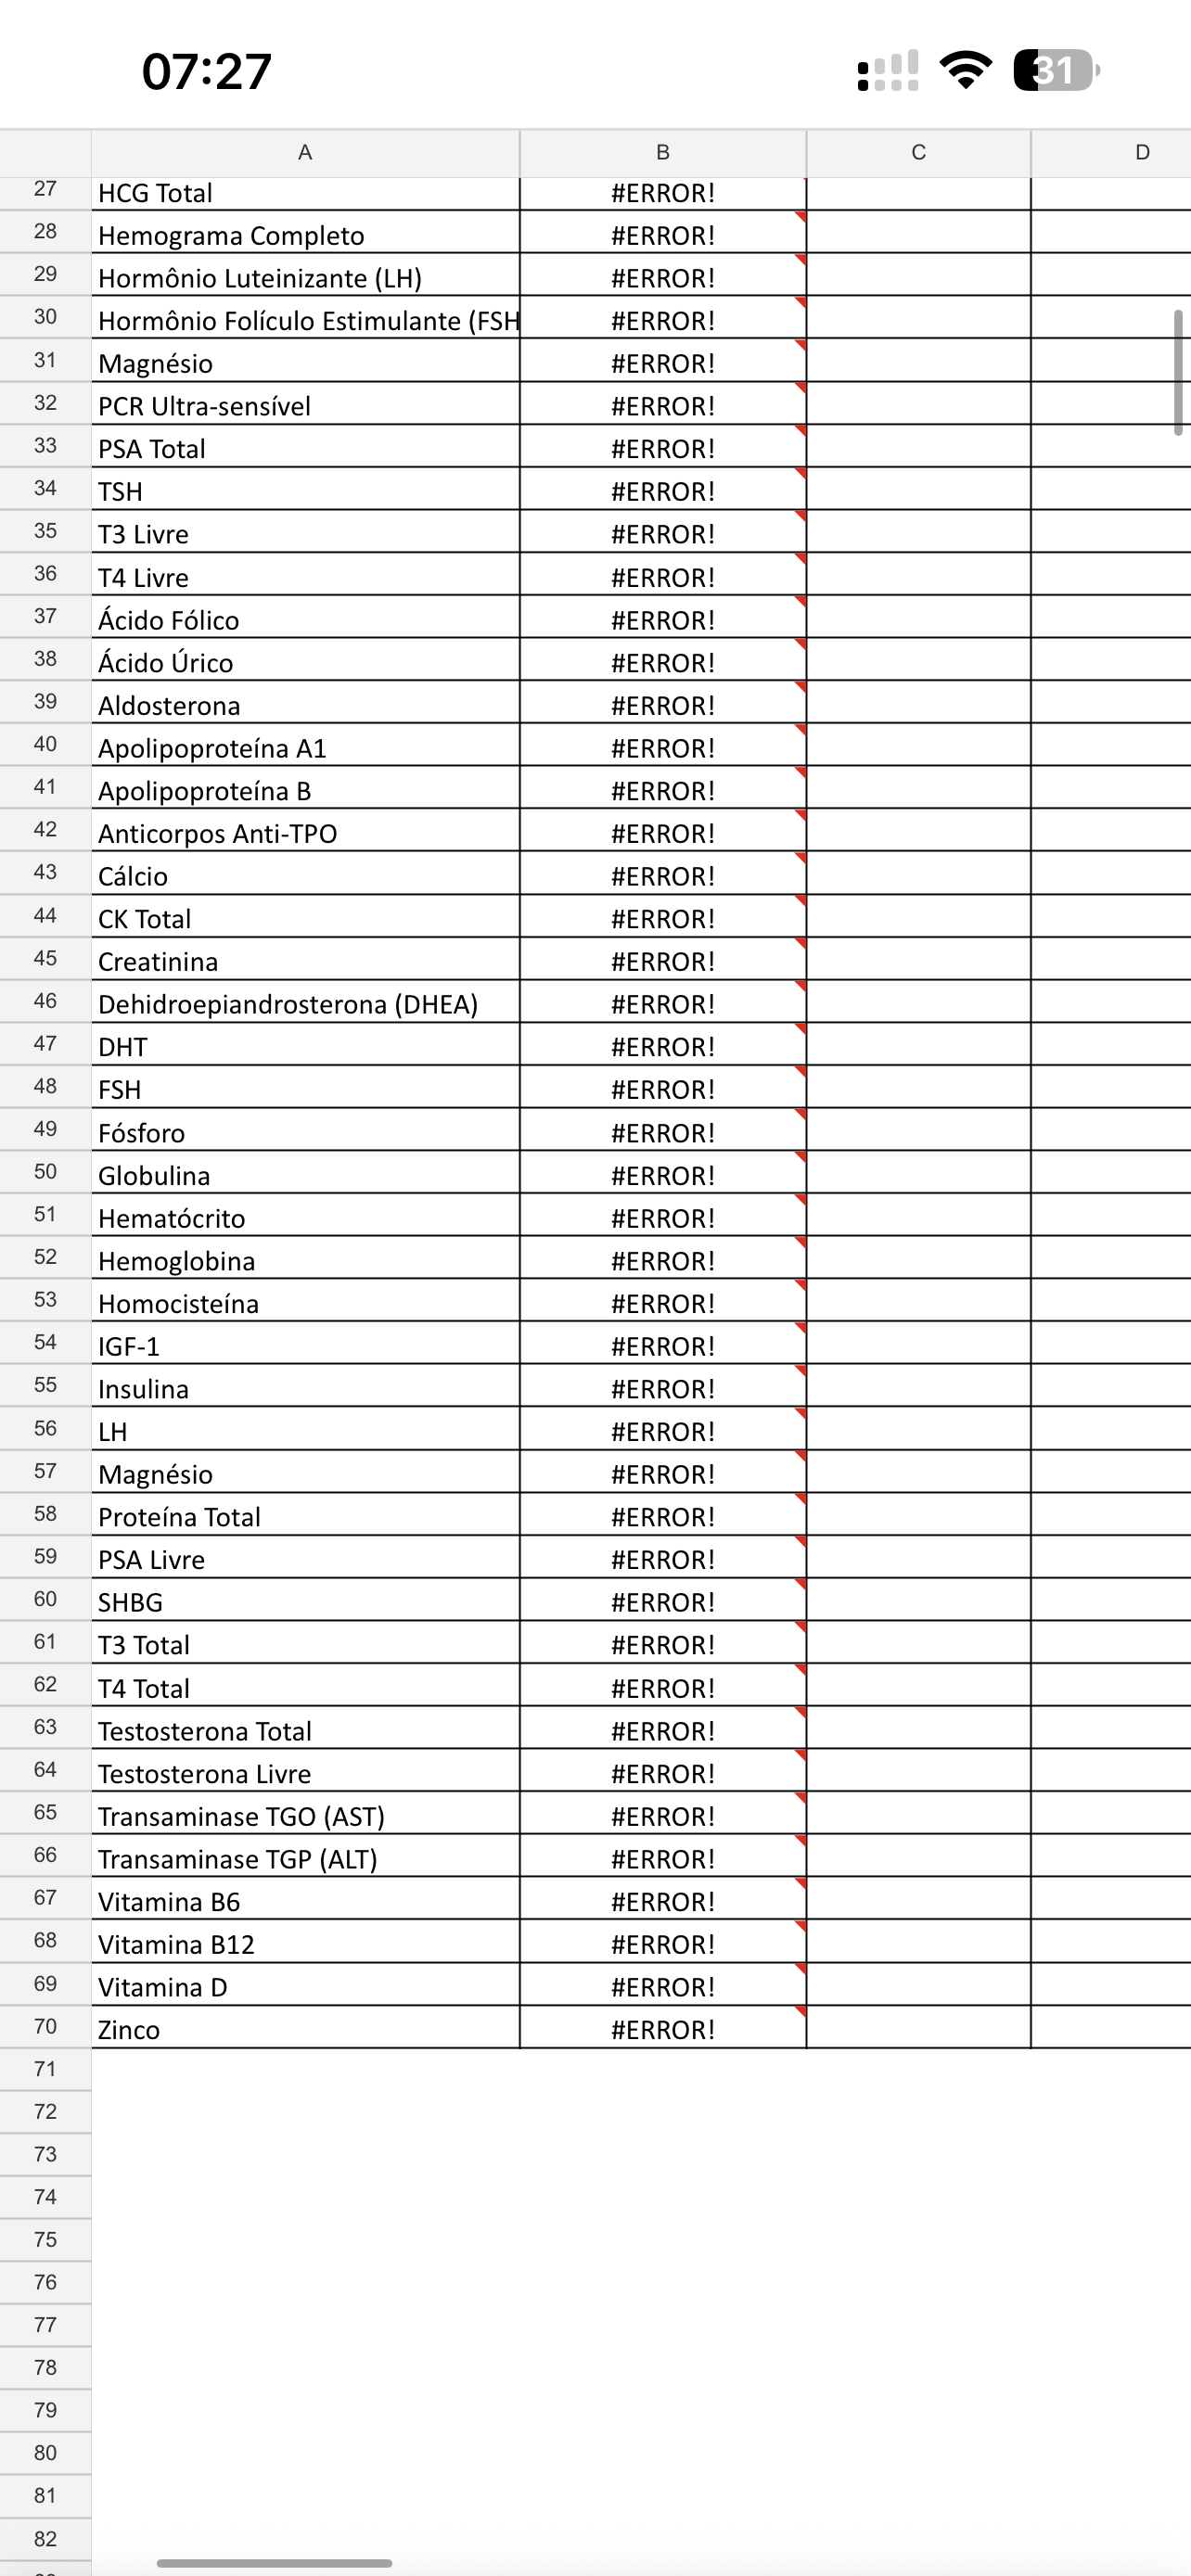 07:27
31
A B C D
27 HCG Total #ERROR!
28 Hemograma Completo #ERROR!
29 Hormônio Luteinizante (LH) #ERROR!
30 Hormônio Folículo Estimulante (FSH #ERROR!
31 Magnésio #ERROR!
32 PCR Ultra-sensível #ERROR!
33 PSA Total #ERROR!
34 TSH #ERROR!
35 T3 Livre #ERROR!
36 T4 Livre #ERROR!
37 Ácido Fólico #ERROR!
38 Ácido Úrico #ERROR!
39 Aldosterona #ERROR!
40 Apolipoproteína A1 #ERROR!
41 Apolipoproteína B #ERROR!
42 Anticorpos Anti-TPO #ERROR!
43 Cálcio #ERROR!
44 CK Total #ERROR!
45 Creatinina #ERROR!
46 Dehidroepiandrosterona (DHEA) #ERROR!
47 DHT #ERROR!
48 FSH #ERROR!
49 Fósforo #ERROR!
50 Globulina #ERROR!
51 Hematócrito #ERROR!
52 Hemoglobina #ERROR!
53 Homocisteína #ERROR!
54 IGF-1 #ERROR!
55 Insulina #ERROR!
56 LH #ERROR!
57 Magnésio #ERROR!
58 Proteína Total #ERROR!
59 PSA Livre #ERROR!
60 SHBG #ERROR!
61 T3 Total #ERROR!
62 T4 Total #ERROR!
63 Testosterona Total #ERROR!
64 Testosterona Livre #ERROR!
65 Transaminase TGO (AST) #ERROR!
66 Transaminase TGP (ALT) #ERROR!
67 Vitamina B6 #ERROR!
68 Vitamina B12 #ERROR!
69 Vitamina D #ERROR!
70 Zinco #ERROR!
71
72
73
74
75
76
77
78
79
80
81
82